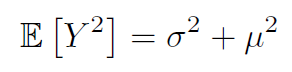 𝔼[Y²] = σ² + μ²